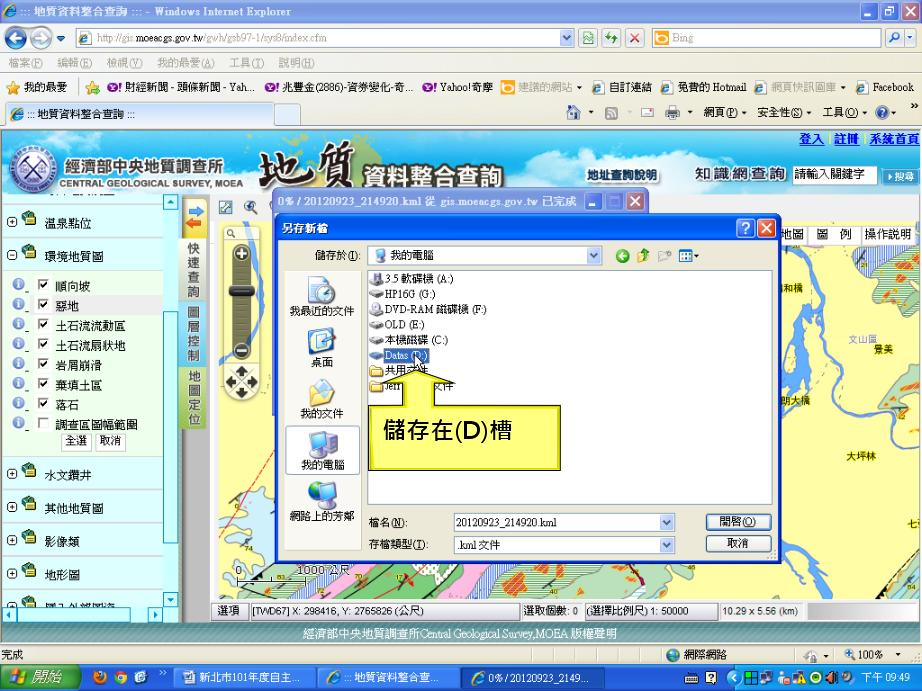 ::: 地質資料整合查詢 ::: - Windows Internet Explorer
http://gis.moeacgs.gov.tw/gwh/gsb97-1/sys8/index.cfm
Bing
檔案(F) 編輯(E) 檢視(V) 我的最愛(A) 工具(T) 說明(H)
我的最愛 財經新聞 - 頭條新聞 - Yah... 兆豐金(2886)-資券變化-奇... Yahoo!奇摩 建議的網站 自訂連結 免費的 Hotmail 網頁快訊圖庫 Facebook
::: 地質資料整合查詢 :::
網頁(P) 安全性(S) 工具(O)
登入 註冊 系統首頁
經濟部中央地質調查所
CENTRAL GEOLOGICAL SURVEY, MOEA
地質 資料整合查詢
地址查詢說明 知識網查詢 請輸入關鍵字 搜尋
溫泉點位
環境地質圖
順向坡
惡地
土石流流動區
土石流扇狀地
岩屑崩滑
棄填土區
落石
調查區圖幅範圍
全選 取消
水文鑽井
其他地質圖
影像類
地形圖
快速查詢
圖層控制
地圖定位
0% / 20120923_214920.kml 從 gis.moeacgs.gov.tw 已完成
另存新檔
儲存於(I): 我的電腦
我最近的文件
桌面
我的文件
我的電腦
網路上的芳鄰
3.5 軟碟機 (A:)
HP16G (G:)
DVD-RAM 磁碟機 (F:)
OLD (E:)
本機磁碟 (C:)
Datas (D:)
共用文件
儲存在(D)槽
檔名(N): 20120923_214920.kml 開啓(O)
存檔類型(T): .kml 文件 取消
地圖 圖 例 操作說明
和橋
文山區
景美
朗大橋
大坪林
七
0 1000 公尺
選項 [TWD67] X: 298416, Y: 2765826 (公尺) 選取個數: 0 (選擇比例尺) 1: 50000 10.29 x 5.56 (km)
經濟部中央地質調查所Central Geological Survey,MOEA 版權聲明
完成 網際網路 100%
開始 新北市101年度自主... ::: 地質資料整合查... 0% / 20120923_2149... 下午 09:49